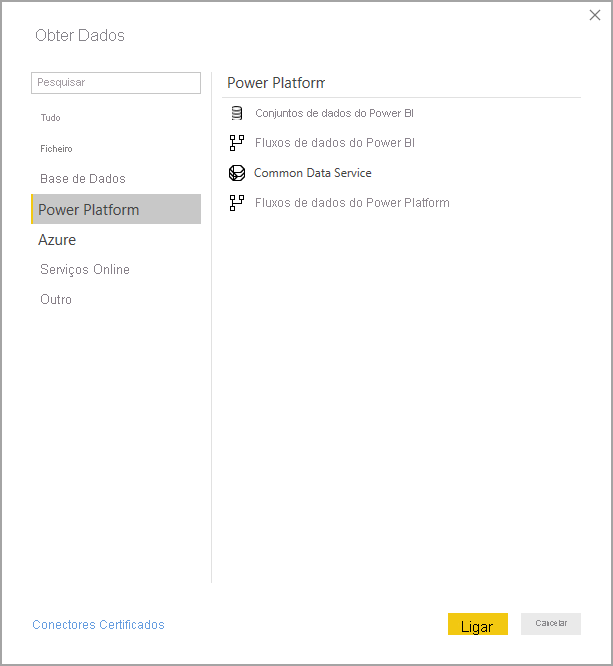 Obter Dados
Pesquisar
Tudo
Ficheiro
Base de Dados
Power Platform
Azure
Serviços Online
Outro
Power Platform
Conjuntos de dados do Power BI
Fluxos de dados do Power BI
Common Data Service
Fluxos de dados do Power Platform
Conectores Certificados
Ligar
Cancelar